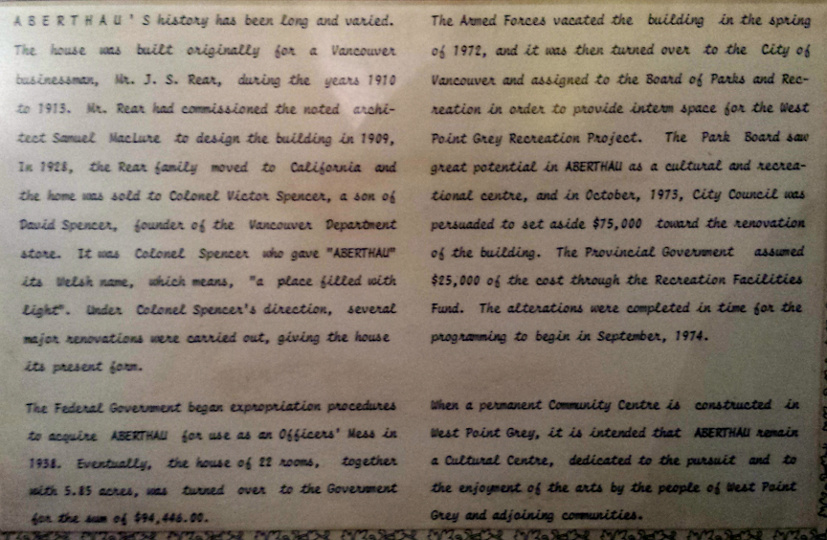 ABERTHAU'S history has been long and varied.
The house was built originally for a Vancouver
businessman, Mr. J. S. Rear, during the years 1910
to 1913. Mr. Rear had commissioned the noted archi-
tect Samuel MacLure to design the building in 1909,
In 1928, the Rear family moved to California and
the home was sold to Colonel Victor Spencer, a son of
David Spencer, founder of the Vancouver Department
store. It was Colonel Spencer who gave "ABERTHAU"
its Welsh name, which means, "a place filled with
light". Under Colonel Spencer's direction, several
major renovations were carried out, giving the house
its present form.
The Federal Government began expropriation procedures
to acquire ABERTHAU for use as an Officers' Mess in
1938. Eventually, the house of 22 rooms, together
with 5.85 acres, was turned over to the Government
for the sum of $94,446.00.
The Armed Forces vacated the building in the spring
of 1972, and it was then turned over to the City of
Vancouver and assigned to the Board of Parks and Rec-
reation in order to provide interm space for the West
Point Grey Recreation Project. The Park Board saw
great potential in ABERTHAU as a cultural and recrea-
tional centre, and in October, 1973, City Council was
persuaded to set aside $75,000 toward the renovation
of the building. The Provincial Government assumed
$25,000 of the cost through the Recreation Facilities
Fund. The alterations were completed in time for the
programming to begin in September, 1974.
When a permanent Community Centre is constructed in
West Point Grey, it is intended that ABERTHAU remain
a Cultural Centre, dedicated to the pursuit and to
the enjoyment of the arts by the people of West Point
Grey and adjoining communities.